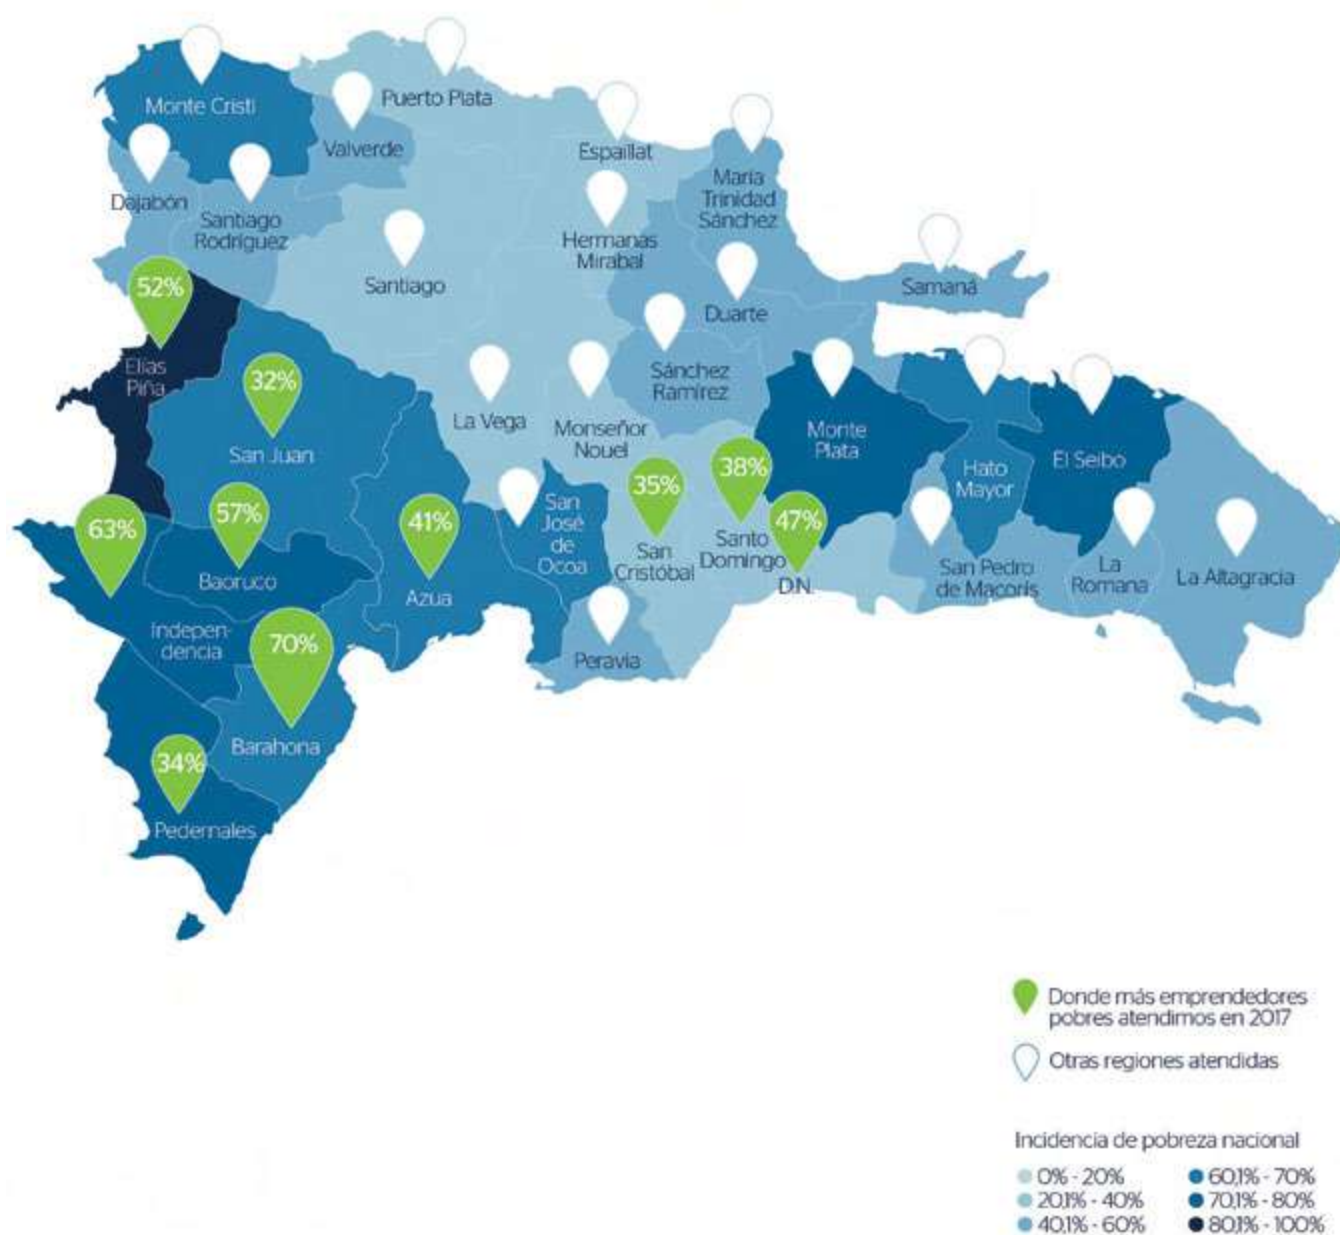 Monte Cristi
Puerto Plata
Valverde
Espaillat
Dajabón
Santiago
Rodríguez
María
Trinidad
Sánchez
Hermanas
Mirabal
Santiago
Samaná
Duarte
52%
Elías
Piña
32%
San Juan
Sánchez
Ramírez
La Vega
Monseñor
Nouel
Monte
Plata
Hato
Mayor
El Seibo
63%
57%
Baoruco
41%
Azua
San
José
de
Ocoa
35%
San
Cristóbal
38%
Santo
Domingo
47%
D.N.
San Pedro
de Macorís
La
Romana
La Altagracia
Indepen-
dencia
70%
Barahona
Peravia
34%
Pedernales
Donde más emprendedores
pobres atendimos en 2017
Otras regiones atendidas
Incidencia de pobreza nacional
0% - 20%
20,1% - 40%
40,1% - 60%
60,1% - 70%
70,1% - 80%
80,1% - 100%